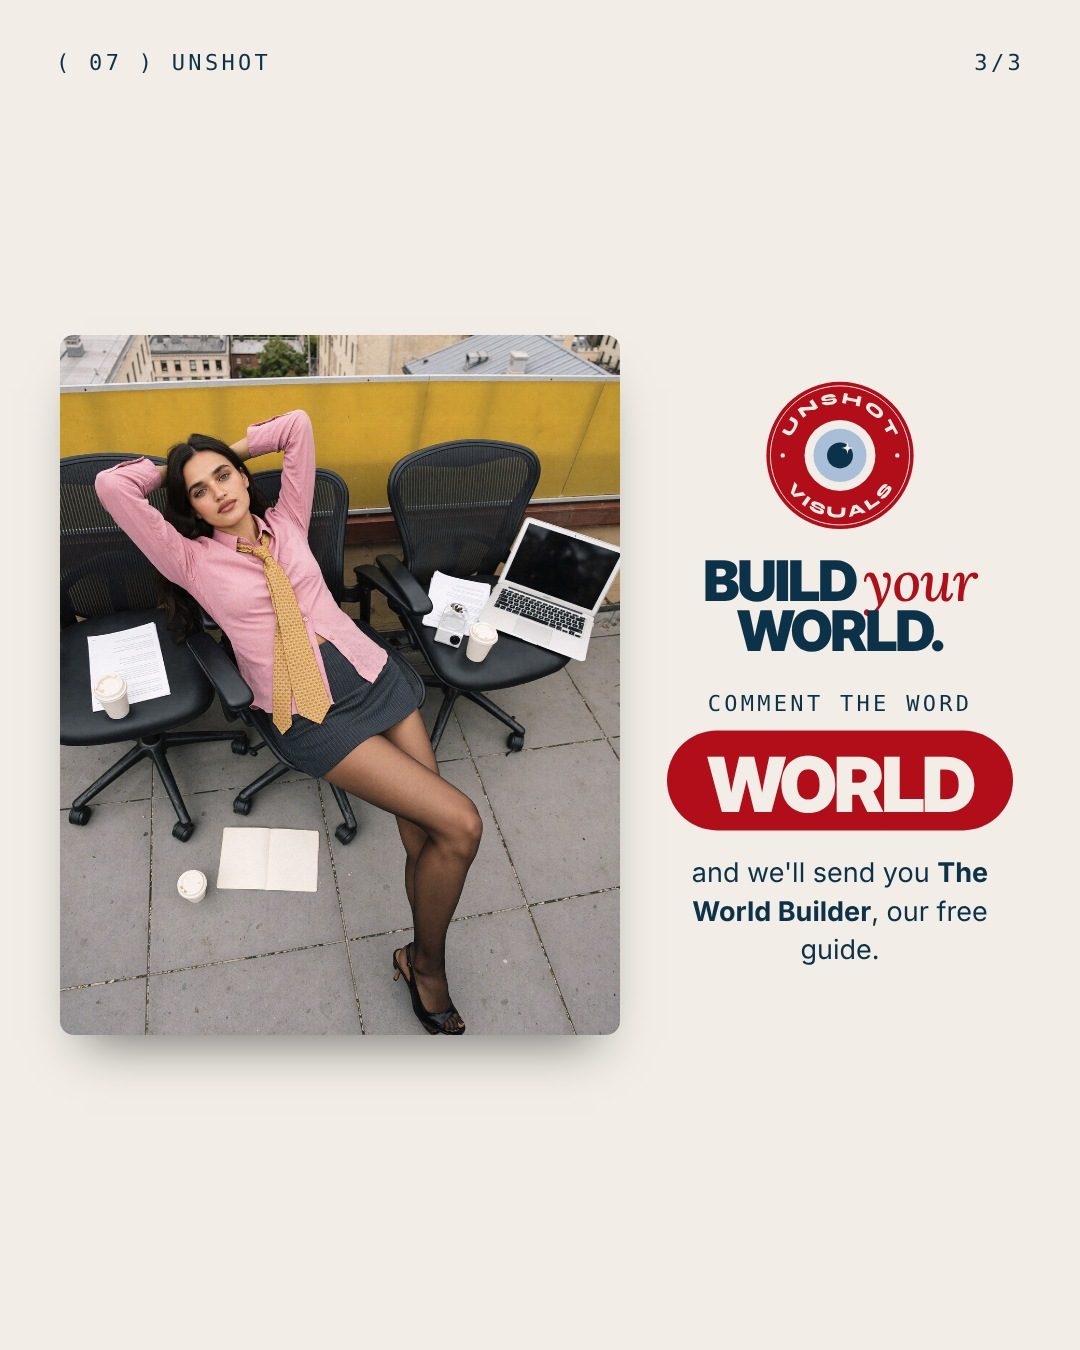 ( 07 ) UNSHOT
3/3
UNSHOT
VISUALS
BUILD your
WORLD.
COMMENT THE WORD
WORLD
and we'll send you The
World Builder, our free
guide.